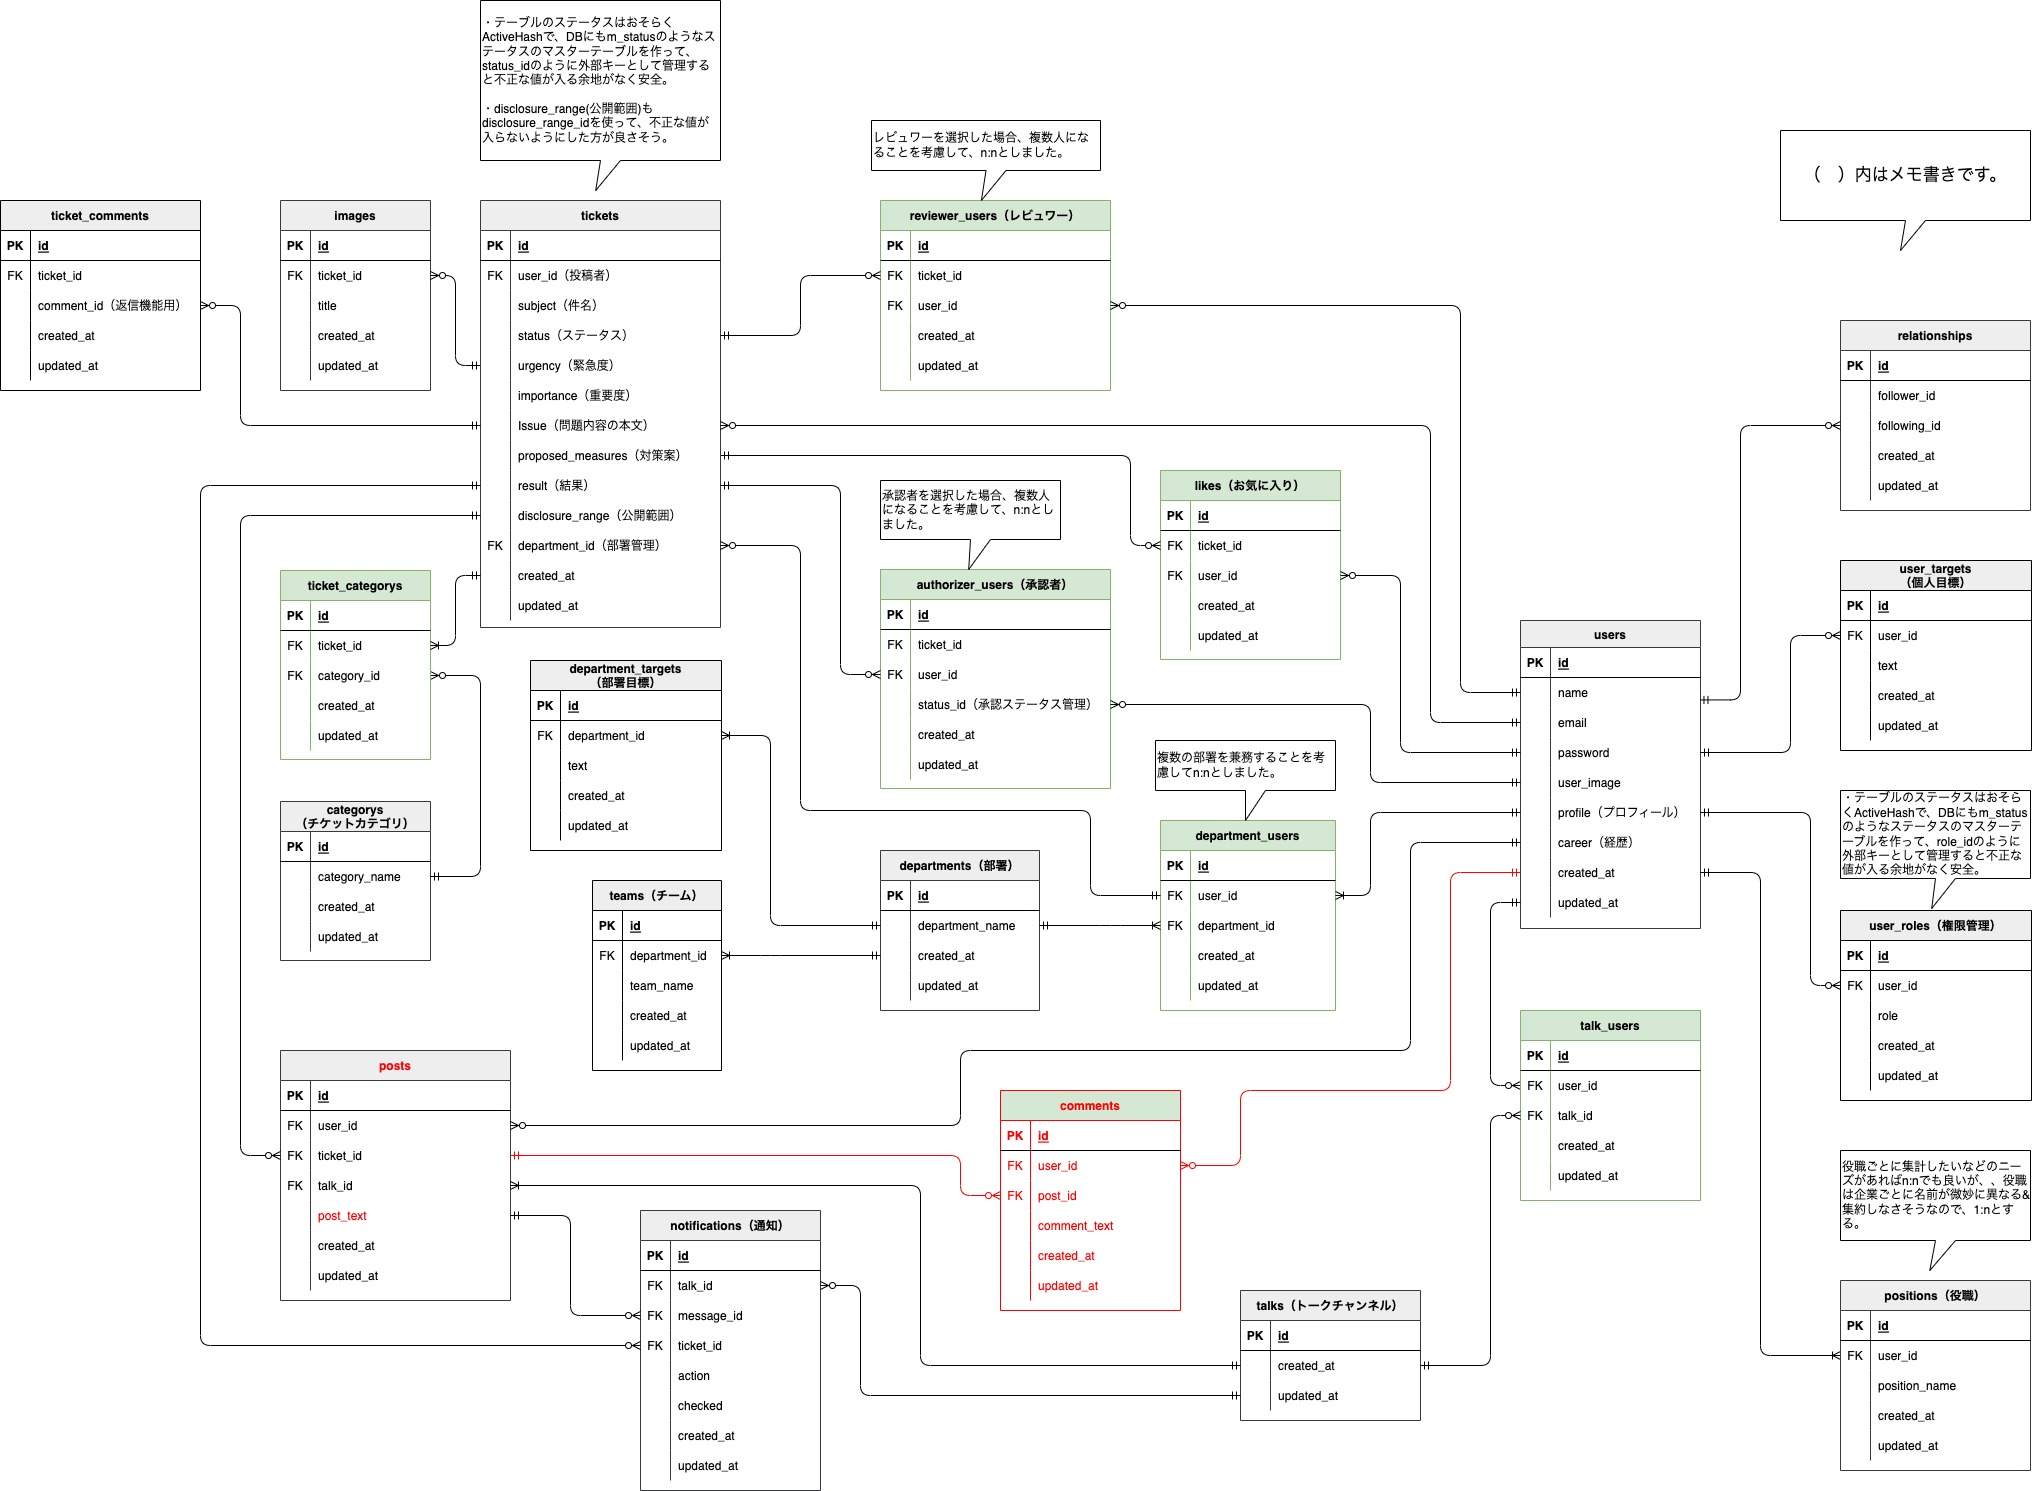 ・テーブルのステータスはおそらく
ActiveHashで、DBにもm_statusのようなス
テータスのマスターテーブルを作って、
status_idのように外部キーとして管理する
と不正な値が入る余地がなく安全。
・disclosure_range(公開範囲)も
disclosure_range_idを使って、不正な値が
入らないようにした方が良さそう。
レビュワーを選択した場合、複数人にな
ることを考慮して、n:nとしました。
（　）内はメモ書きです。
ticket_comments
PK id
FK ticket_id
comment_id（返信機能用）
created_at
updated_at
images
PK id
FK ticket_id
title
created_at
updated_at
tickets
PK id
FK user_id（投稿者）
subject（件名）
status（ステータス）
urgency（緊急度）
importance（重要度）
Issue（問題内容の本文）
proposed_measures（対策案）
result（結果）
disclosure_range（公開範囲）
FK department_id（部署管理）
created_at
updated_at
reviewer_users（レビュワー）
PK id
FK ticket_id
FK user_id
created_at
updated_at
relationships
PK id
follower_id
following_id
created_at
updated_at
承認者を選択した場合、複数人
になることを考慮して、n:nとし
ました。
likes（お気に入り）
PK id
FK ticket_id
FK user_id
created_at
updated_at
ticket_categorys
PK id
FK ticket_id
FK category_id
created_at
updated_at
authorizer_users（承認者）
PK id
FK ticket_id
FK user_id
status_id（承認ステータス管理）
created_at
updated_at
user_targets
（個人目標）
PK id
FK user_id
text
created_at
updated_at
users
PK id
name
email
password
user_image
profile（プロフィール）
career（経歴）
created_at
updated_at
department_targets
（部署目標）
PK id
FK department_id
text
created_at
updated_at
複数の部署を兼務することを考
慮してn:nとしました。
categorys
（チケットカテゴリ）
PK id
category_name
created_at
updated_at
・テーブルのステータスはおそら
くActiveHashで、DBにもm_status
のようなステータスのマスターテ
ーブルを作って、role_idのように
外部キーとして管理すると不正な
値が入る余地がなく安全。
department_users
PK id
FK user_id
FK department_id
created_at
updated_at
departments（部署）
PK id
department_name
created_at
updated_at
teams（チーム）
PK id
FK department_id
team_name
created_at
updated_at
user_roles（権限管理）
PK id
FK user_id
role
created_at
updated_at
talk_users
PK id
FK user_id
FK talk_id
created_at
updated_at
posts
PK id
FK user_id
FK ticket_id
FK talk_id
post_text
created_at
updated_at
comments
PK id
FK user_id
FK post_id
comment_text
created_at
updated_at
役職ごとに集計したいなどのニー
ズがあればn:nでも良いが、、役職
は企業ごとに名前が微妙に異なる&
集約しなさそうなので、1:nとす
る。
notifications（通知）
PK id
FK talk_id
FK message_id
FK ticket_id
action
checked
created_at
updated_at
talks（トークチャンネル）
PK id
created_at
updated_at
positions（役職）
PK id
FK user_id
position_name
created_at
updated_at